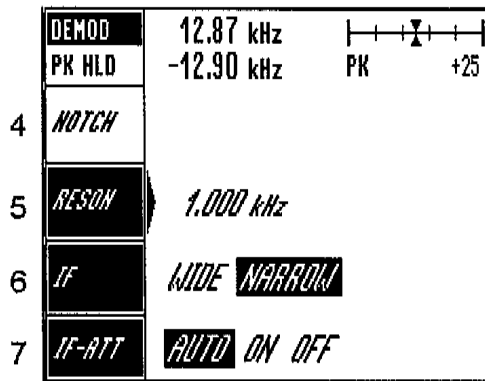 DEMOD 12.87 kHz
PK HLD -12.90 kHz PK +25
4 NOTCH
5 RESON 1.000 kHz
6 IF WIDE NARROW
7 IF-ATT AUTO ON OFF